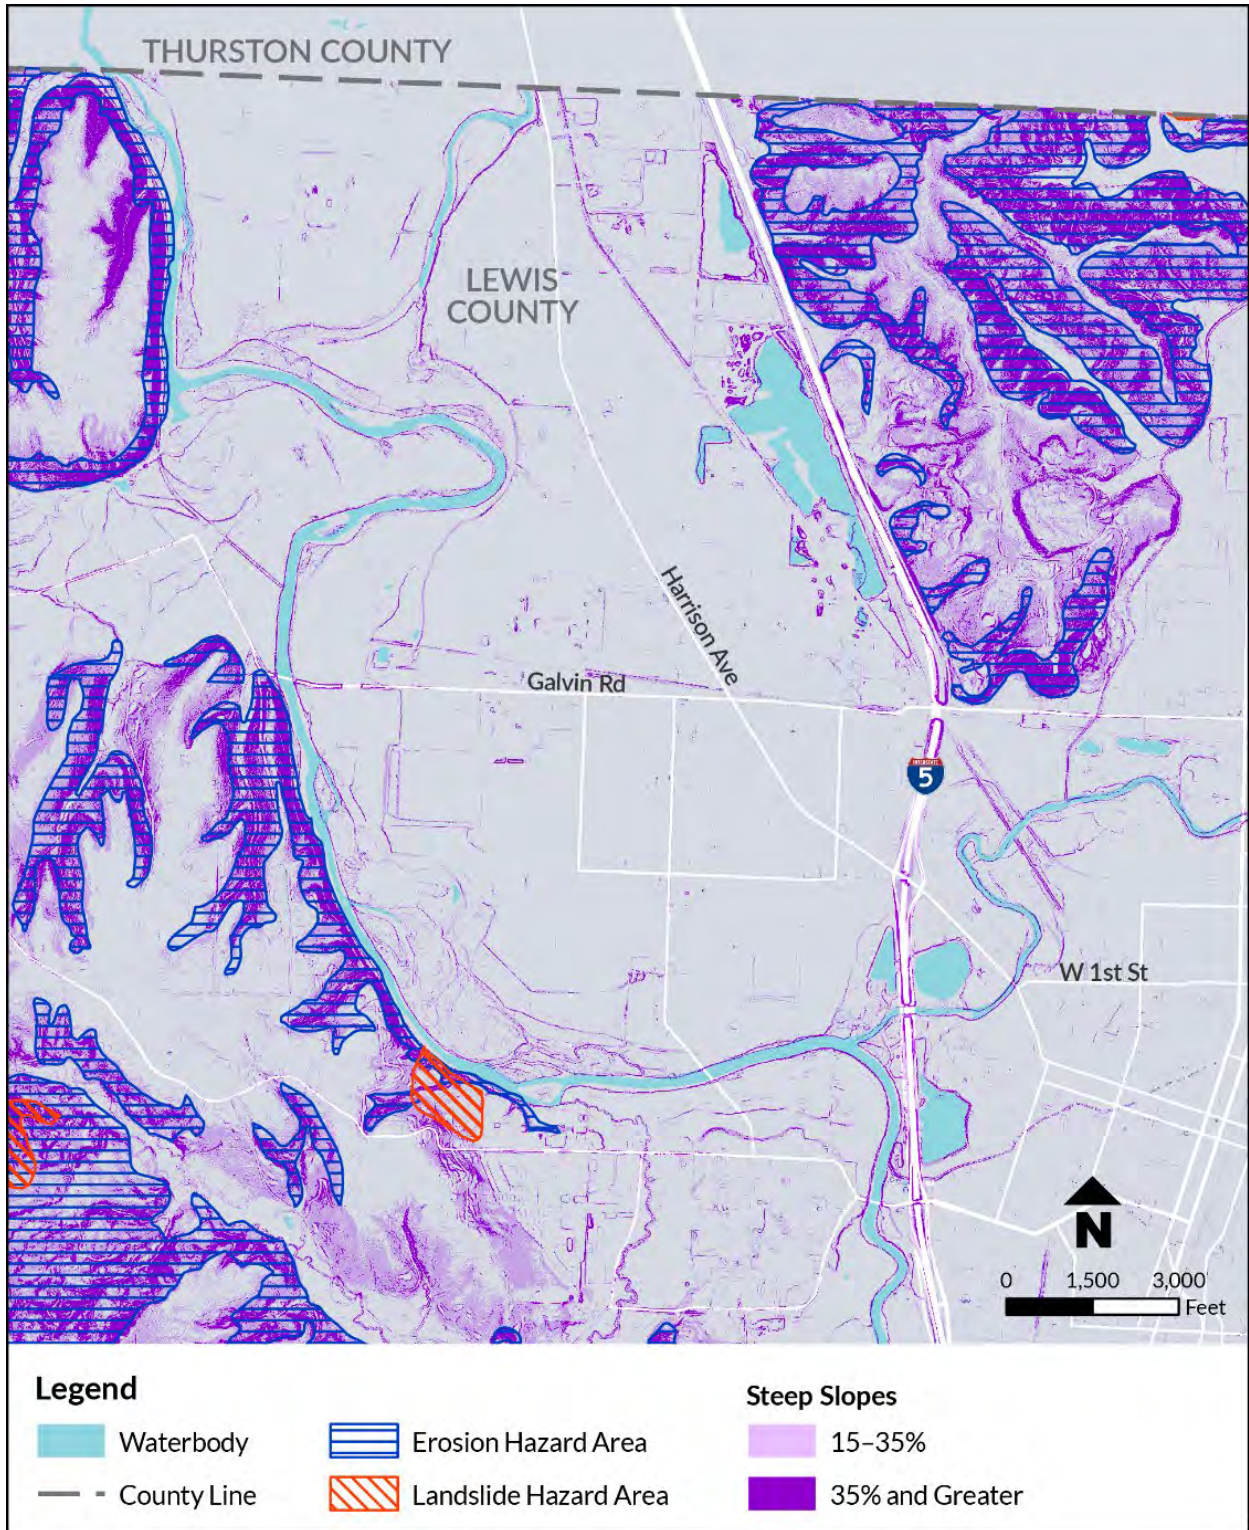 THURSTON COUNTY
LEWIS
COUNTY
Harrison Ave
Galvin Rd
INTERSTATE
5
W 1st St
N
0 1,500 3,000
Feet
Legend
Waterbody
County Line
Erosion Hazard Area
Landslide Hazard Area
Steep Slopes
15–35%
35% and Greater